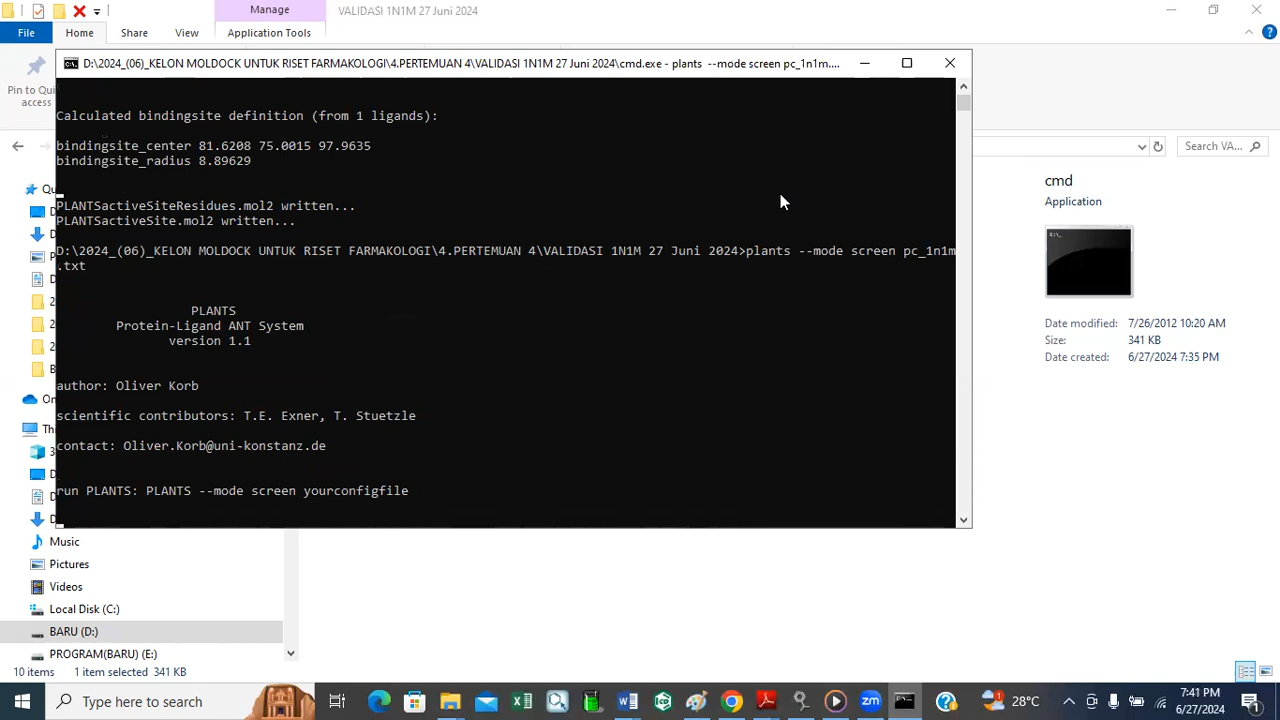 Manage
VALIDASI 1N1M 27 Juni 2024
File
Home
Share
View
Application Tools
Pin to Quick
access
D:\2024_(06)_KELON MOLDOCK UNTUK RISET FARMAKOLOGI\4.PERTEMUAN 4\VALIDASI 1N1M 27 Juni 2024\cmd.exe - plants --mode screen pc_1n1m....
Calculated bindingsite definition (from 1 ligands):
bindingsite_center 81.6208 75.0015 97.9635
bindingsite_radius 8.89629
PLANTSactiveSiteResidues.mol2 written...
PLANTSactiveSite.mol2 written...
D:\2024_(06)_KELON MOLDOCK UNTUK RISET FARMAKOLOGI\4.PERTEMUAN 4\VALIDASI 1N1M 27 Juni 2024>plants --mode screen pc_1n1m
.txt
PLANTS
Protein-Ligand ANT System
version 1.1
author: Oliver Korb
scientific contributors: T.E. Exner, T. Stuetzle
contact: Oliver.Korb@uni-konstanz.de
run PLANTS: PLANTS --mode screen yourconfigfile
Search VA...
cmd
Application
Date modified: 7/26/2012 10:20 AM
Size: 341 KB
Date created: 6/27/2024 7:35 PM
Music
Pictures
Videos
Local Disk (C:)
BARU (D:)
PROGRAM(BARU) (E:)
10 items 1 item selected 341 KB
Type here to search
zm
28°C
7:41 PM
6/27/2024